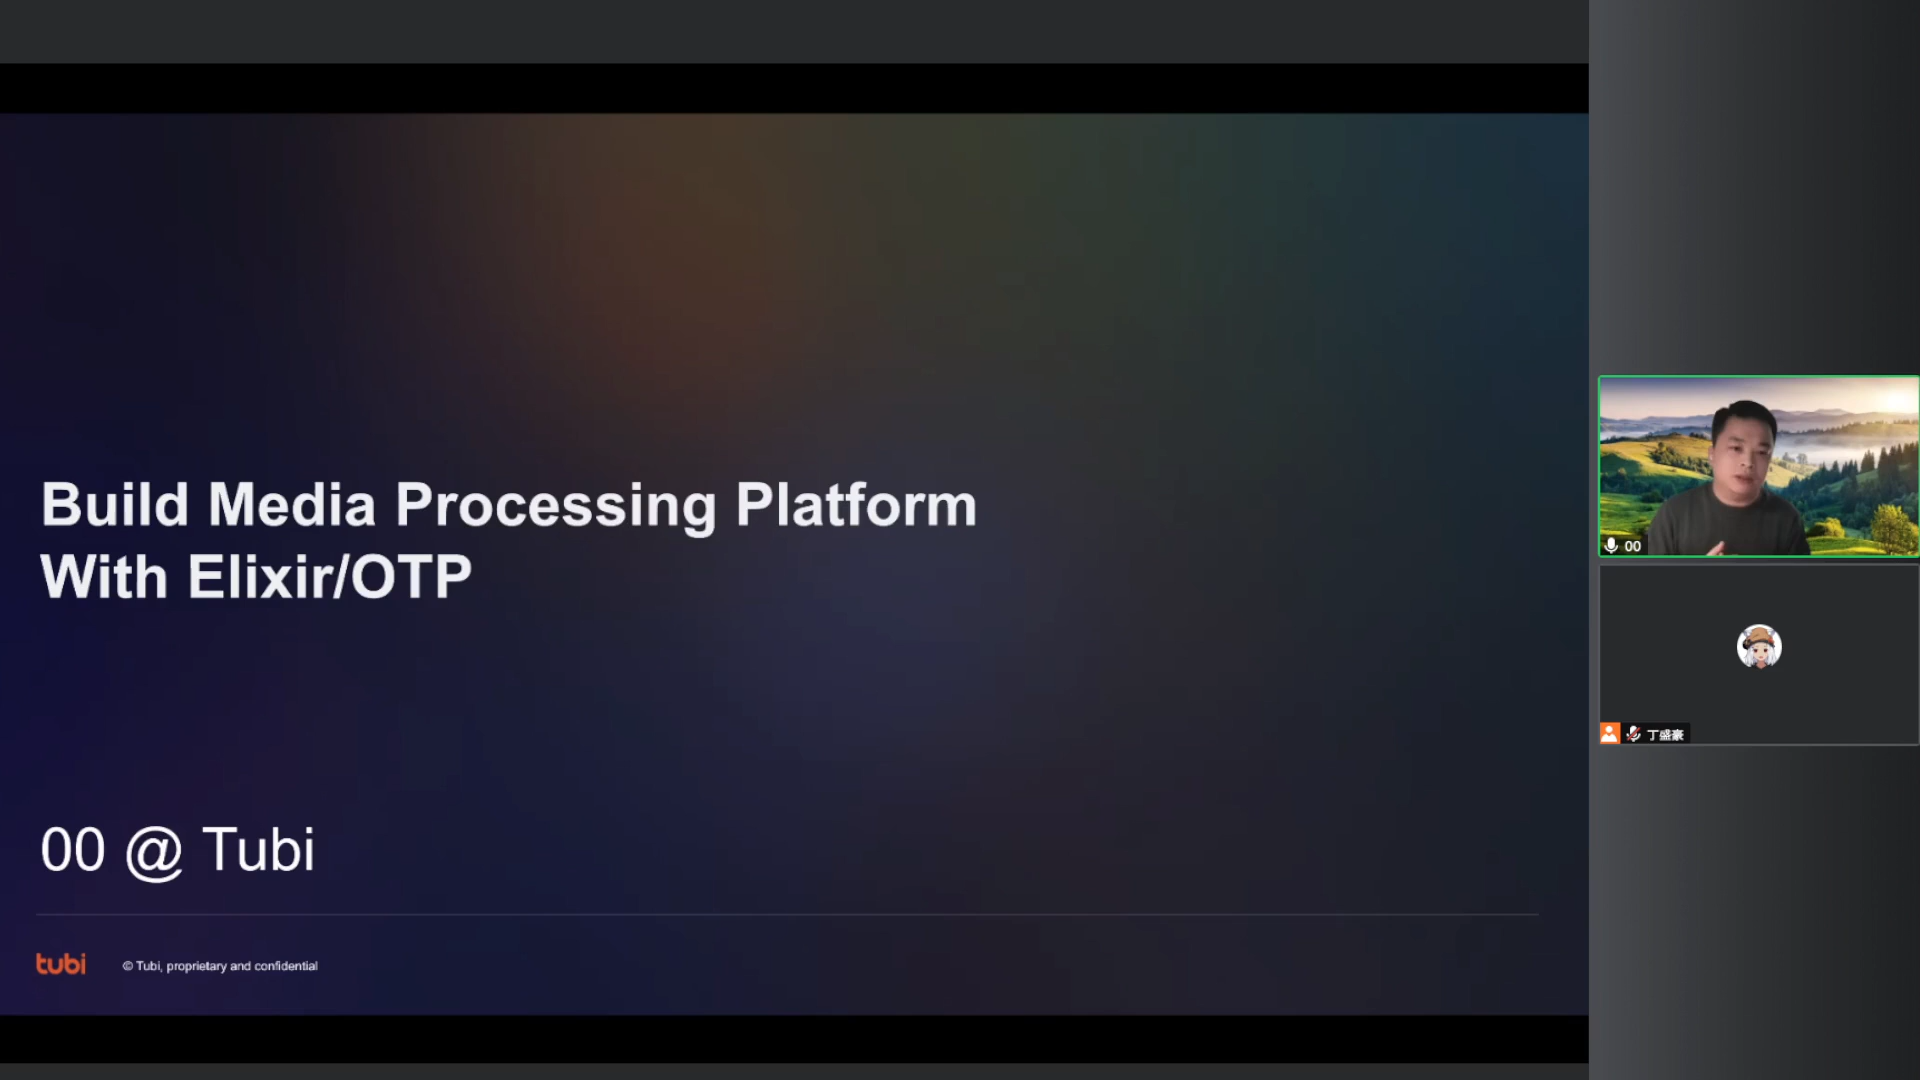 Build Media Processing Platform
With Elixir/OTP
00 @ Tubi
tubi
© Tubi, proprietary and confidential
00
丁盛豪